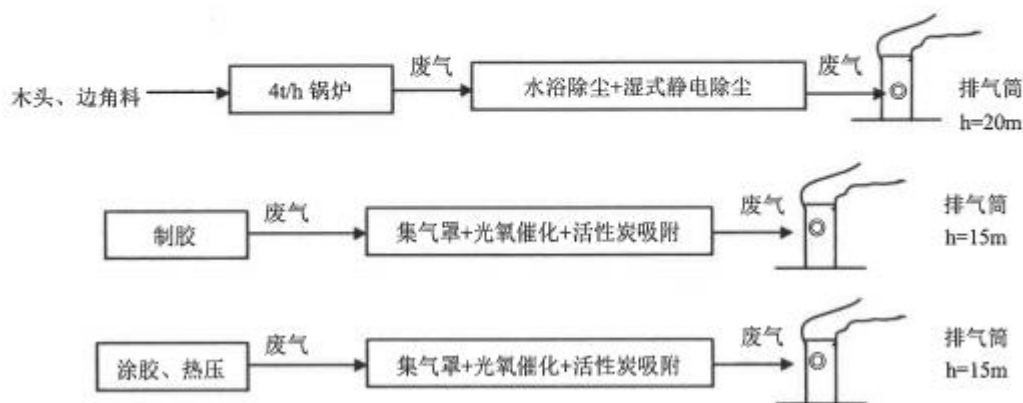 废气
废气
木头、边角料
4t/h 锅炉
水浴除尘+湿式静电除尘
排气筒
h=20m
废气
废气
制胶
集气罩+光氧催化+活性炭吸附
排气筒
h=15m
废气
废气
涂胶、热压
集气罩+光氧催化+活性炭吸附
排气筒
h=15m